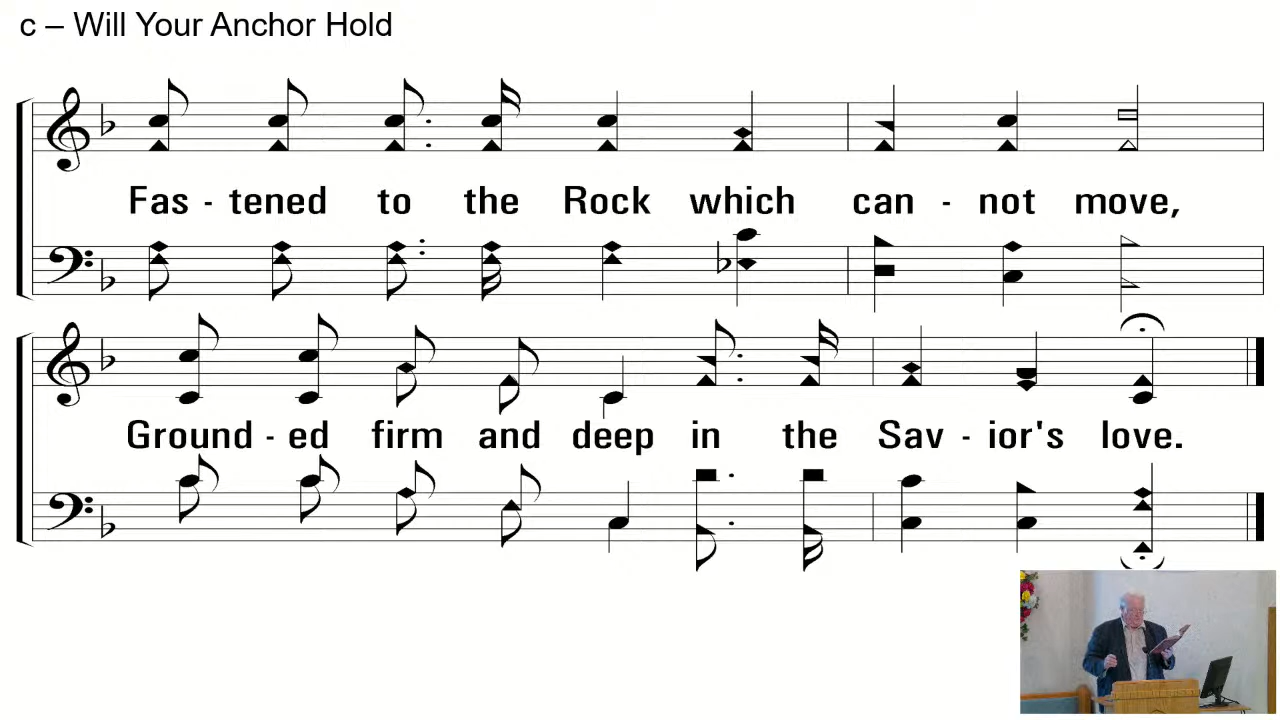 c – Will Your Anchor Hold
Fas - tened to the Rock which can - not move,
Ground - ed firm and deep in the Sav - ior's love.